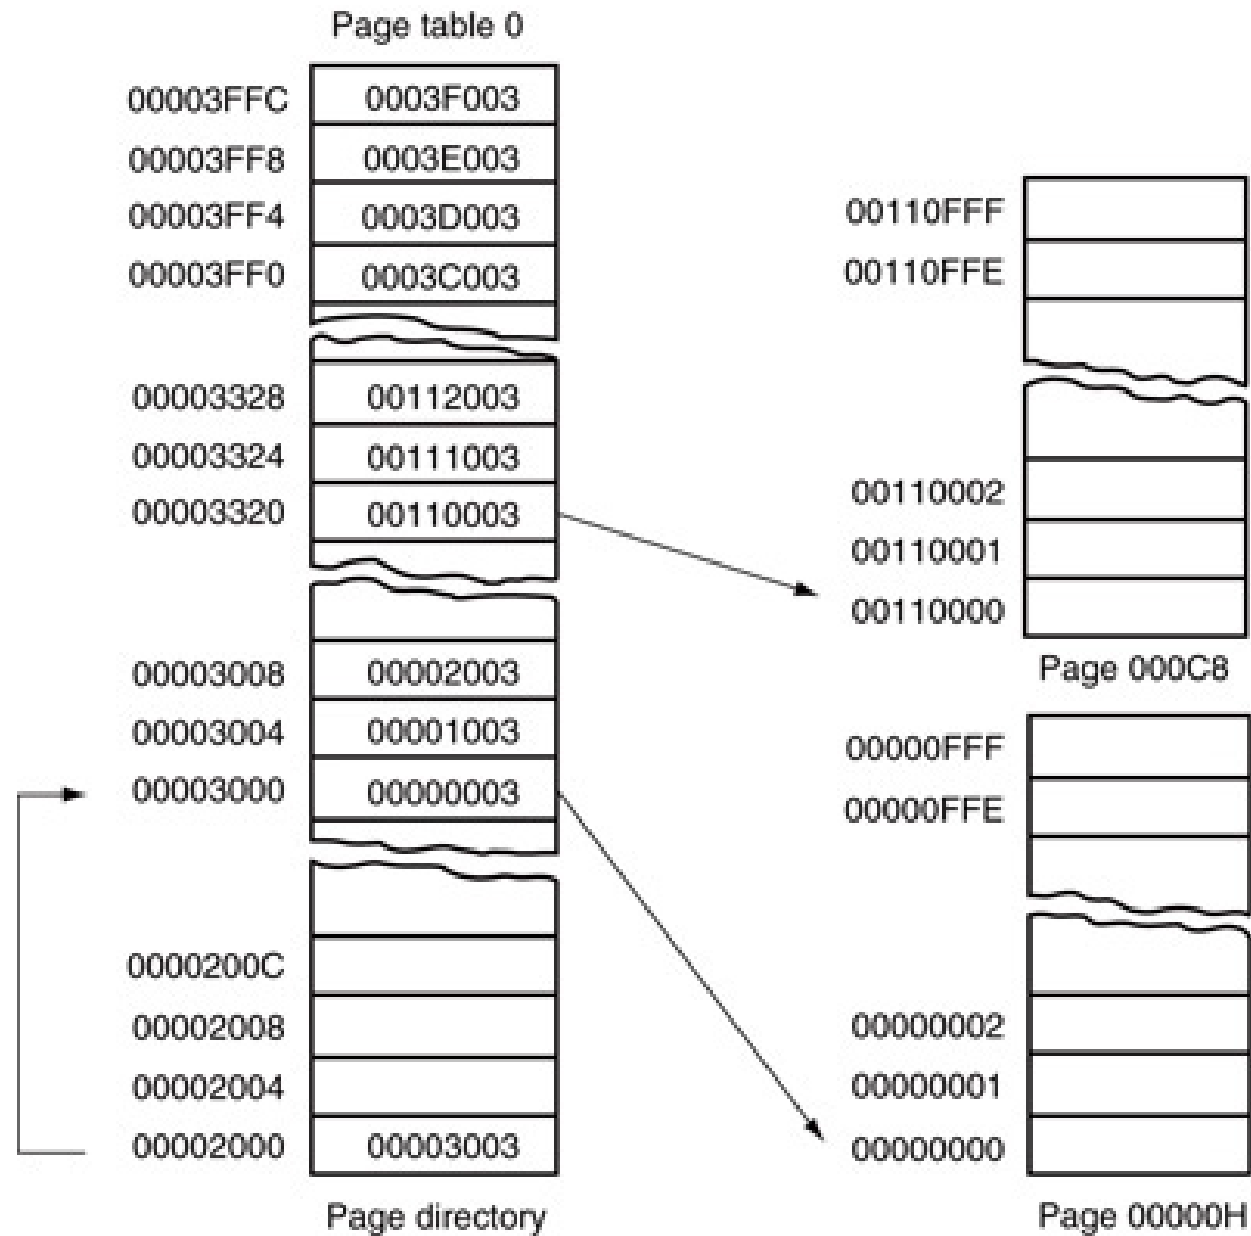 Page table 0
00003FFC 0003F003
00003FF8 0003E003
00003FF4 0003D003
00003FF0 0003C003
00003328 00112003
00003324 00111003
00003320 00110003
00003008 00002003
00003004 00001003
00003000 00000003
0000200C
00002008
00002004
00002000 00003003
Page directory
00110FFF
00110FFE
00110002
00110001
00110000
Page 000C8
00000FFF
00000FFE
00000002
00000001
00000000
Page 00000H